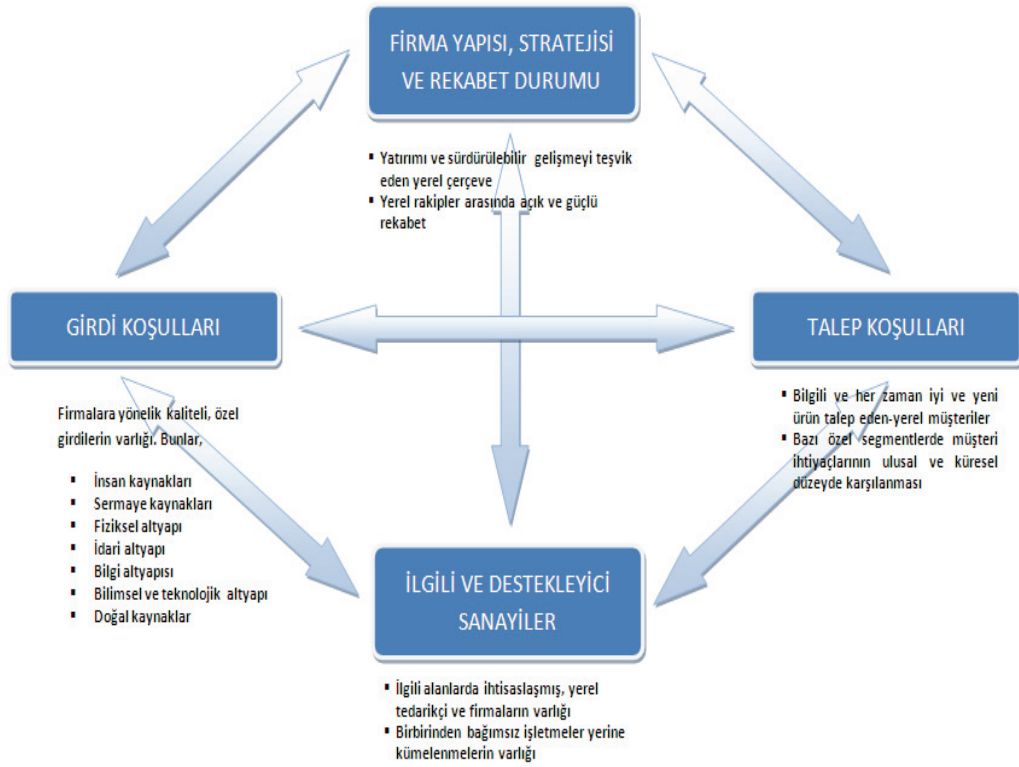 FİRMA YAPISI, STRATEJİSİ
VE REKABET DURUMU
▪ Yatırımı ve sürdürülebilir gelişmeyi teşvik
eden yerel çerçeve
▪ Yerel rakipler arasında açık ve güçlü
rekabet
GİRDİ KOŞULLARI
Firmalara yönelik kaliteli, özel
girdilerin varlığı. Bunlar,
▪ İnsan kaynakları
▪ Sermaye kaynakları
▪ Fiziksel altyapı
▪ İdari altyapı
▪ Bilgi altyapısı
▪ Bilimsel ve teknolojik altyapı
▪ Doğal kaynaklar
TALEP KOŞULLARI
▪ Bilgili ve her zaman iyi ve yeni
ürün talep eden-yerel müşteriler
▪ Bazı özel segmentlerde müşteri
ihtiyaçlarının ulusal ve küresel
düzeyde karşılanması
İLGİLİ VE DESTEKLEYİCİ
SANAYİLER
▪ İlgili alanlarda ihtisaslaşmış, yerel
tedarikçi ve firmaların varlığı
▪ Birbirinden bağımsız işletmeler yerine
kümelenmelerin varlığı